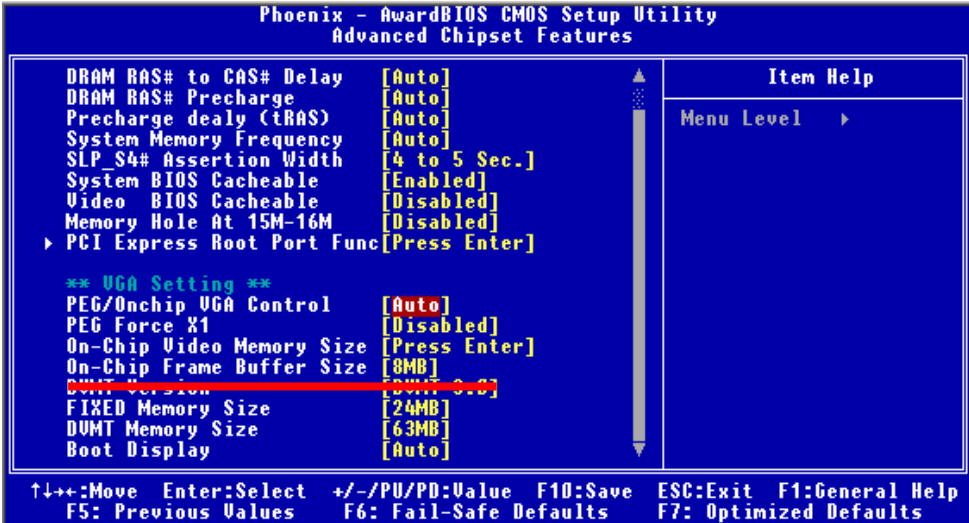 Phoenix - AwardBIOS CMOS Setup Utility
Advanced Chipset Features
DRAM RAS# to CAS# Delay [Auto]
DRAM RAS# Precharge [Auto]
Precharge dealy (tRAS) [Auto]
System Memory Frequency [Auto]
SLP_S4# Assertion Width [4 to 5 Sec.]
System BIOS Cacheable [Enabled]
Video BIOS Cacheable [Disabled]
Memory Hole At 15M-16M [Disabled]
PCI Express Root Port Func[Press Enter]
** VGA Setting **
PEG/Onchip VGA Control [Auto]
PEG Force X1 [Disabled]
On-Chip Video Memory Size [Press Enter]
On-Chip Frame Buffer Size [8MB]
DVMT Version [DVMT 3.0]
FIXED Memory Size [24MB]
DVMT Memory Size [63MB]
Boot Display [Auto]
Item Help
Menu Level
↑↓→←:Move Enter:Select +/-/PU/PD:Value F10:Save ESC:Exit F1:General Help
F5: Previous Values F6: Fail-Safe Defaults F7: Optimized Defaults